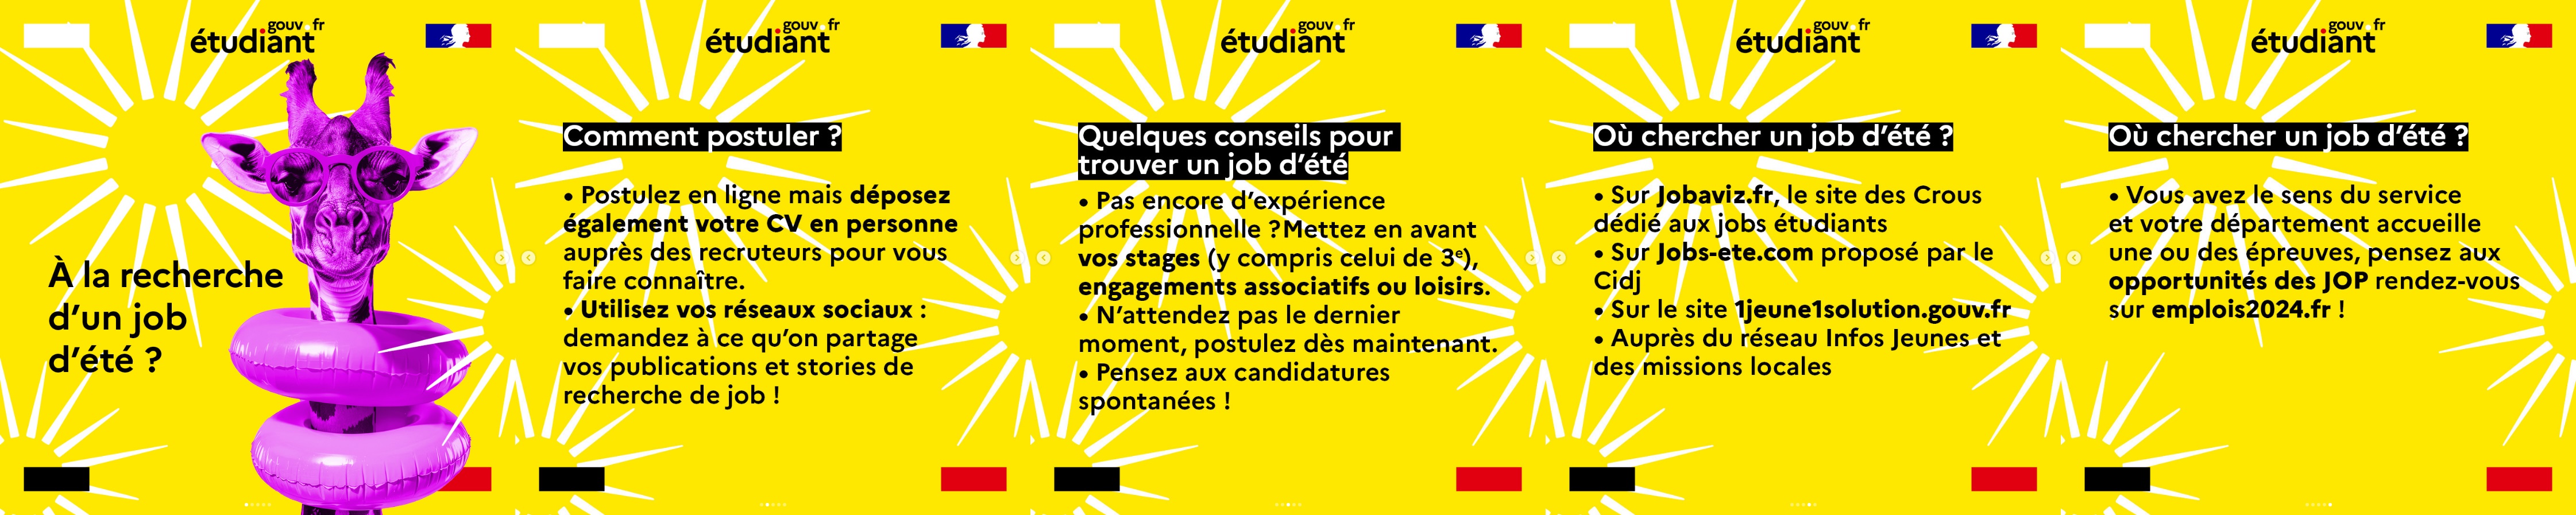 étudiant.gouv.fr
À la recherche
d'un job
d'été ?
étudiant.gouv.fr
Comment postuler ?
• Postulez en ligne mais déposez
également votre CV en personne
auprès des recruteurs pour vous
faire connaître.
• Utilisez vos réseaux sociaux :
demandez à ce qu'on partage
vos publications et stories de
recherche de job !
étudiant.gouv.fr
Quelques conseils pour
trouver un job d'été
• Pas encore d'expérience
professionnelle ?Mettez en avant
vos stages (y compris celui de 3e),
engagements associatifs ou loisirs.
• N'attendez pas le dernier
moment, postulez dès maintenant.
• Pensez aux candidatures
spontanées !
étudiant.gouv.fr
Où chercher un job d'été ?
• Sur Jobaviz.fr, le site des Crous
dédié aux jobs étudiants
• Sur Jobs-ete.com proposé par le
Cidj
• Sur le site 1jeune1solution.gouv.fr
• Auprès du réseau Infos Jeunes et
des missions locales
étudiant.gouv.fr
Où chercher un job d'été ?
• Vous avez le sens du service
et votre département accueille
une ou des épreuves, pensez aux
opportunités des JOP rendez-vous
sur emplois2024.fr !